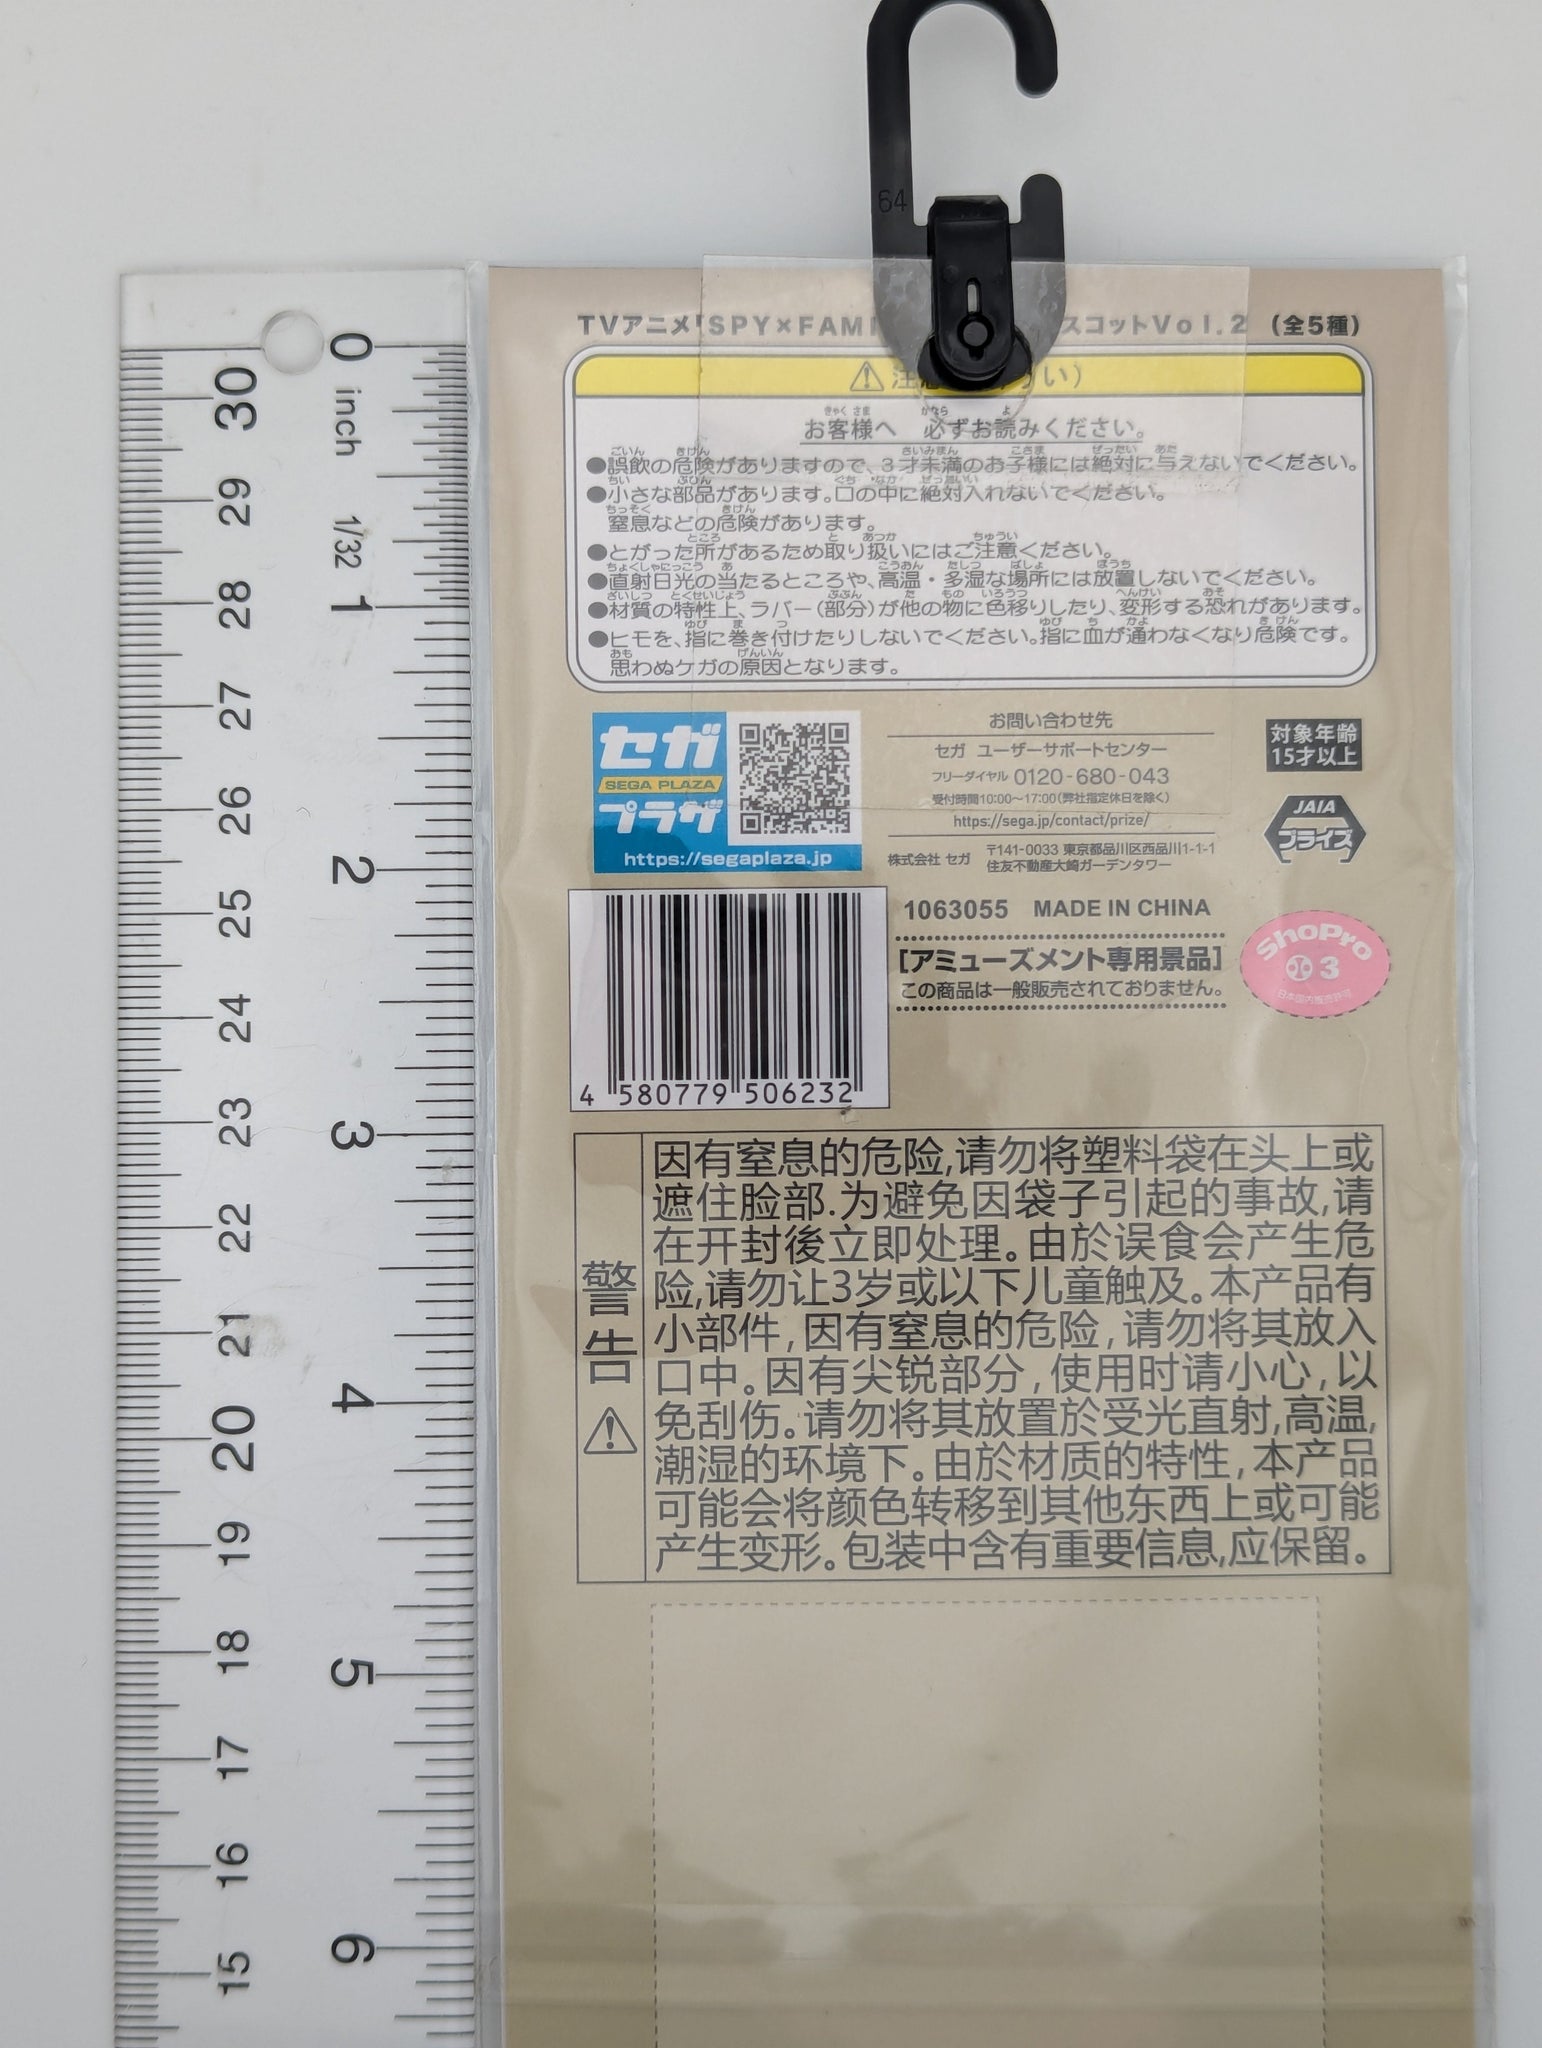 64
TVアニメ「SPY×FAM スコットVol.2 (全5種)
注 い)
お客様へ 必ずお読みください。
●誤飲の危険がありますので、3才未満のお子様には絶対に与えないでください。
●小さな部品があります。口の中に絶対入れないでください。
窒息などの危険があります。
●とがった所があるため取り扱いにはご注意ください。
●直射日光の当たるところや、高温・多湿な場所には放置しないでください。
●材質の特性上、ラバー(部分)が他の物に色移りしたり、変形する恐れがあります。
●ヒモを、指に巻き付けたりしないでください。指に血が通わなくなり危険です。
思わぬケガの原因となります。
セガ
SEGA PLAZA
プラザ
https://segaplaza.jp
お問い合わせ先
セガ ユーザーサポートセンター
フリーダイヤル 0120-680-043
受付時間10:00〜17:00(弊社指定休日を除く)
https://sega.jp/contact/prize/
株式会社 セガ 〒141-0033 東京都品川区西品川1-1-1
住友不動産大崎ガーデンタワー
対象年齢
15才以上
JAIA
プライズ
1063055 MADE IN CHINA
[アミューズメント専用景品]
この商品は一般販売されておりません。
ShoPro
3
日本国内販売許可
4 580779 506232
警告
因有窒息的危险,请勿将塑料袋在头上或
遮住脸部.为避免因袋子引起的事故,请
在开封後立即处理。由於误食会产生危
险,请勿让3岁或以下儿童触及。本产品有
小部件,因有窒息的危险,请勿将其放入
口中。因有尖锐部分,使用时请小心,以
免刮伤。请勿将其放置於受光直射,高温,
潮湿的环境下。由於材质的特性,本产品
可能会将颜色转移到其他东西上或可能
产生变形。包装中含有重要信息,应保留。
0 inch 1/32 1 2 3 4 5 6
30 29 28 27 26 25 24 23 22 21 20 19 18 17 16 15